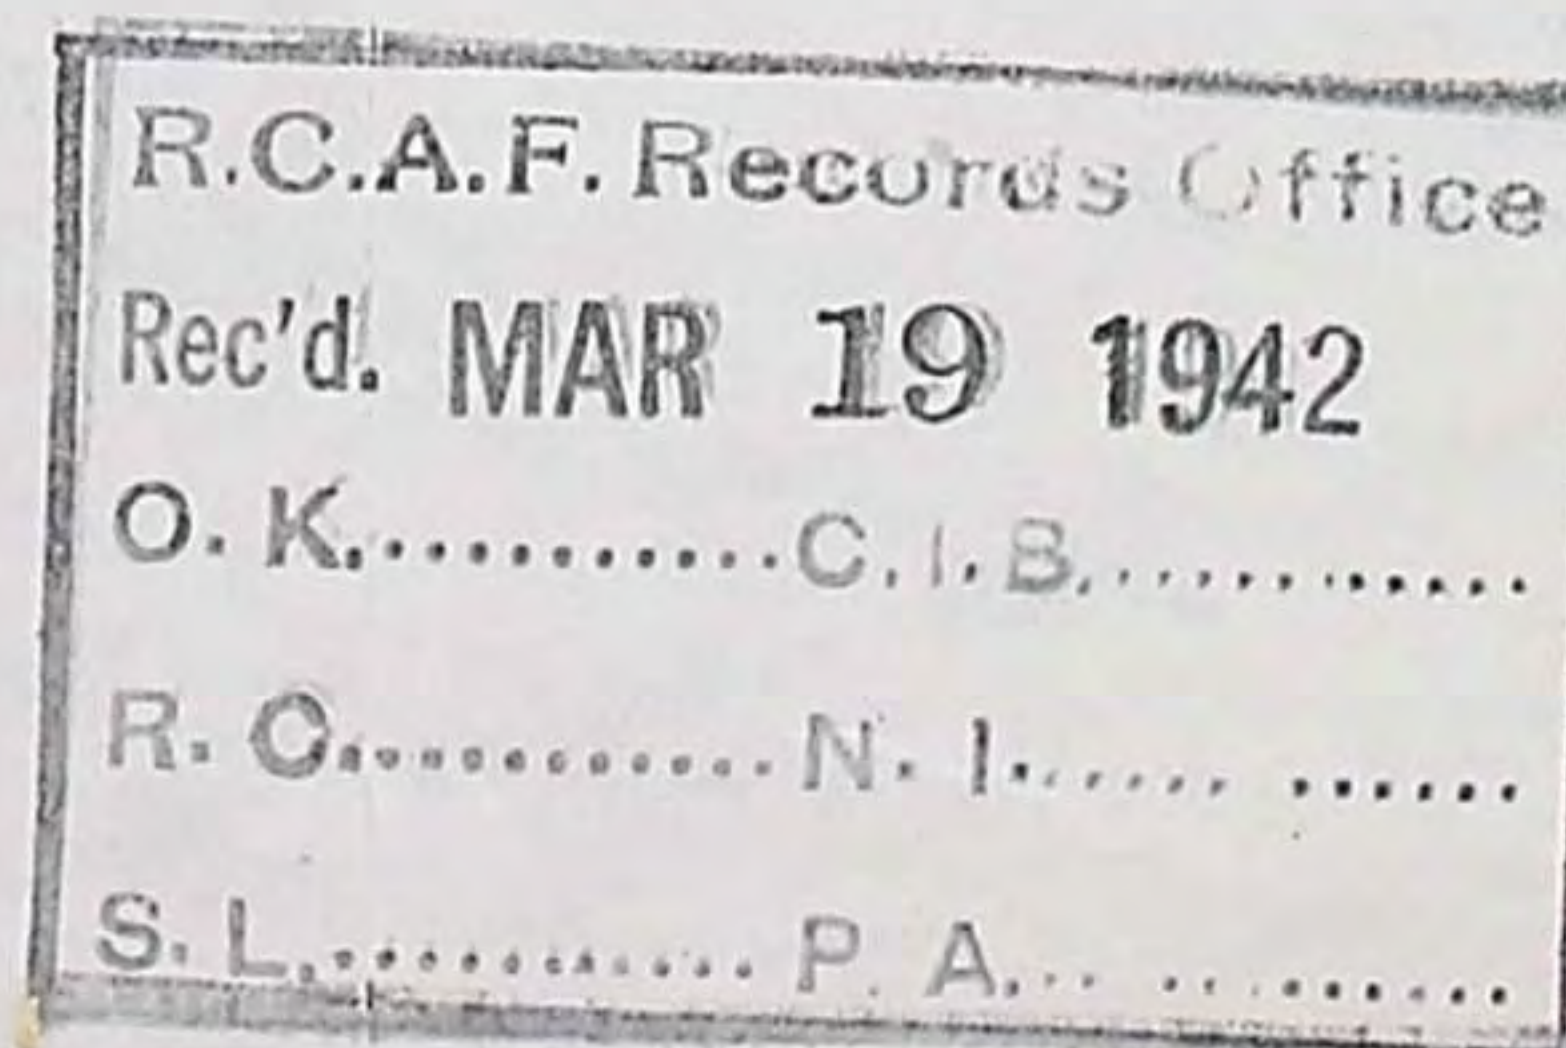 R.C.A.F. Records Office
Rec'd. MAR 19 1942
O. K............C. I. B............
R. C............N. I............
S. L............P. A............